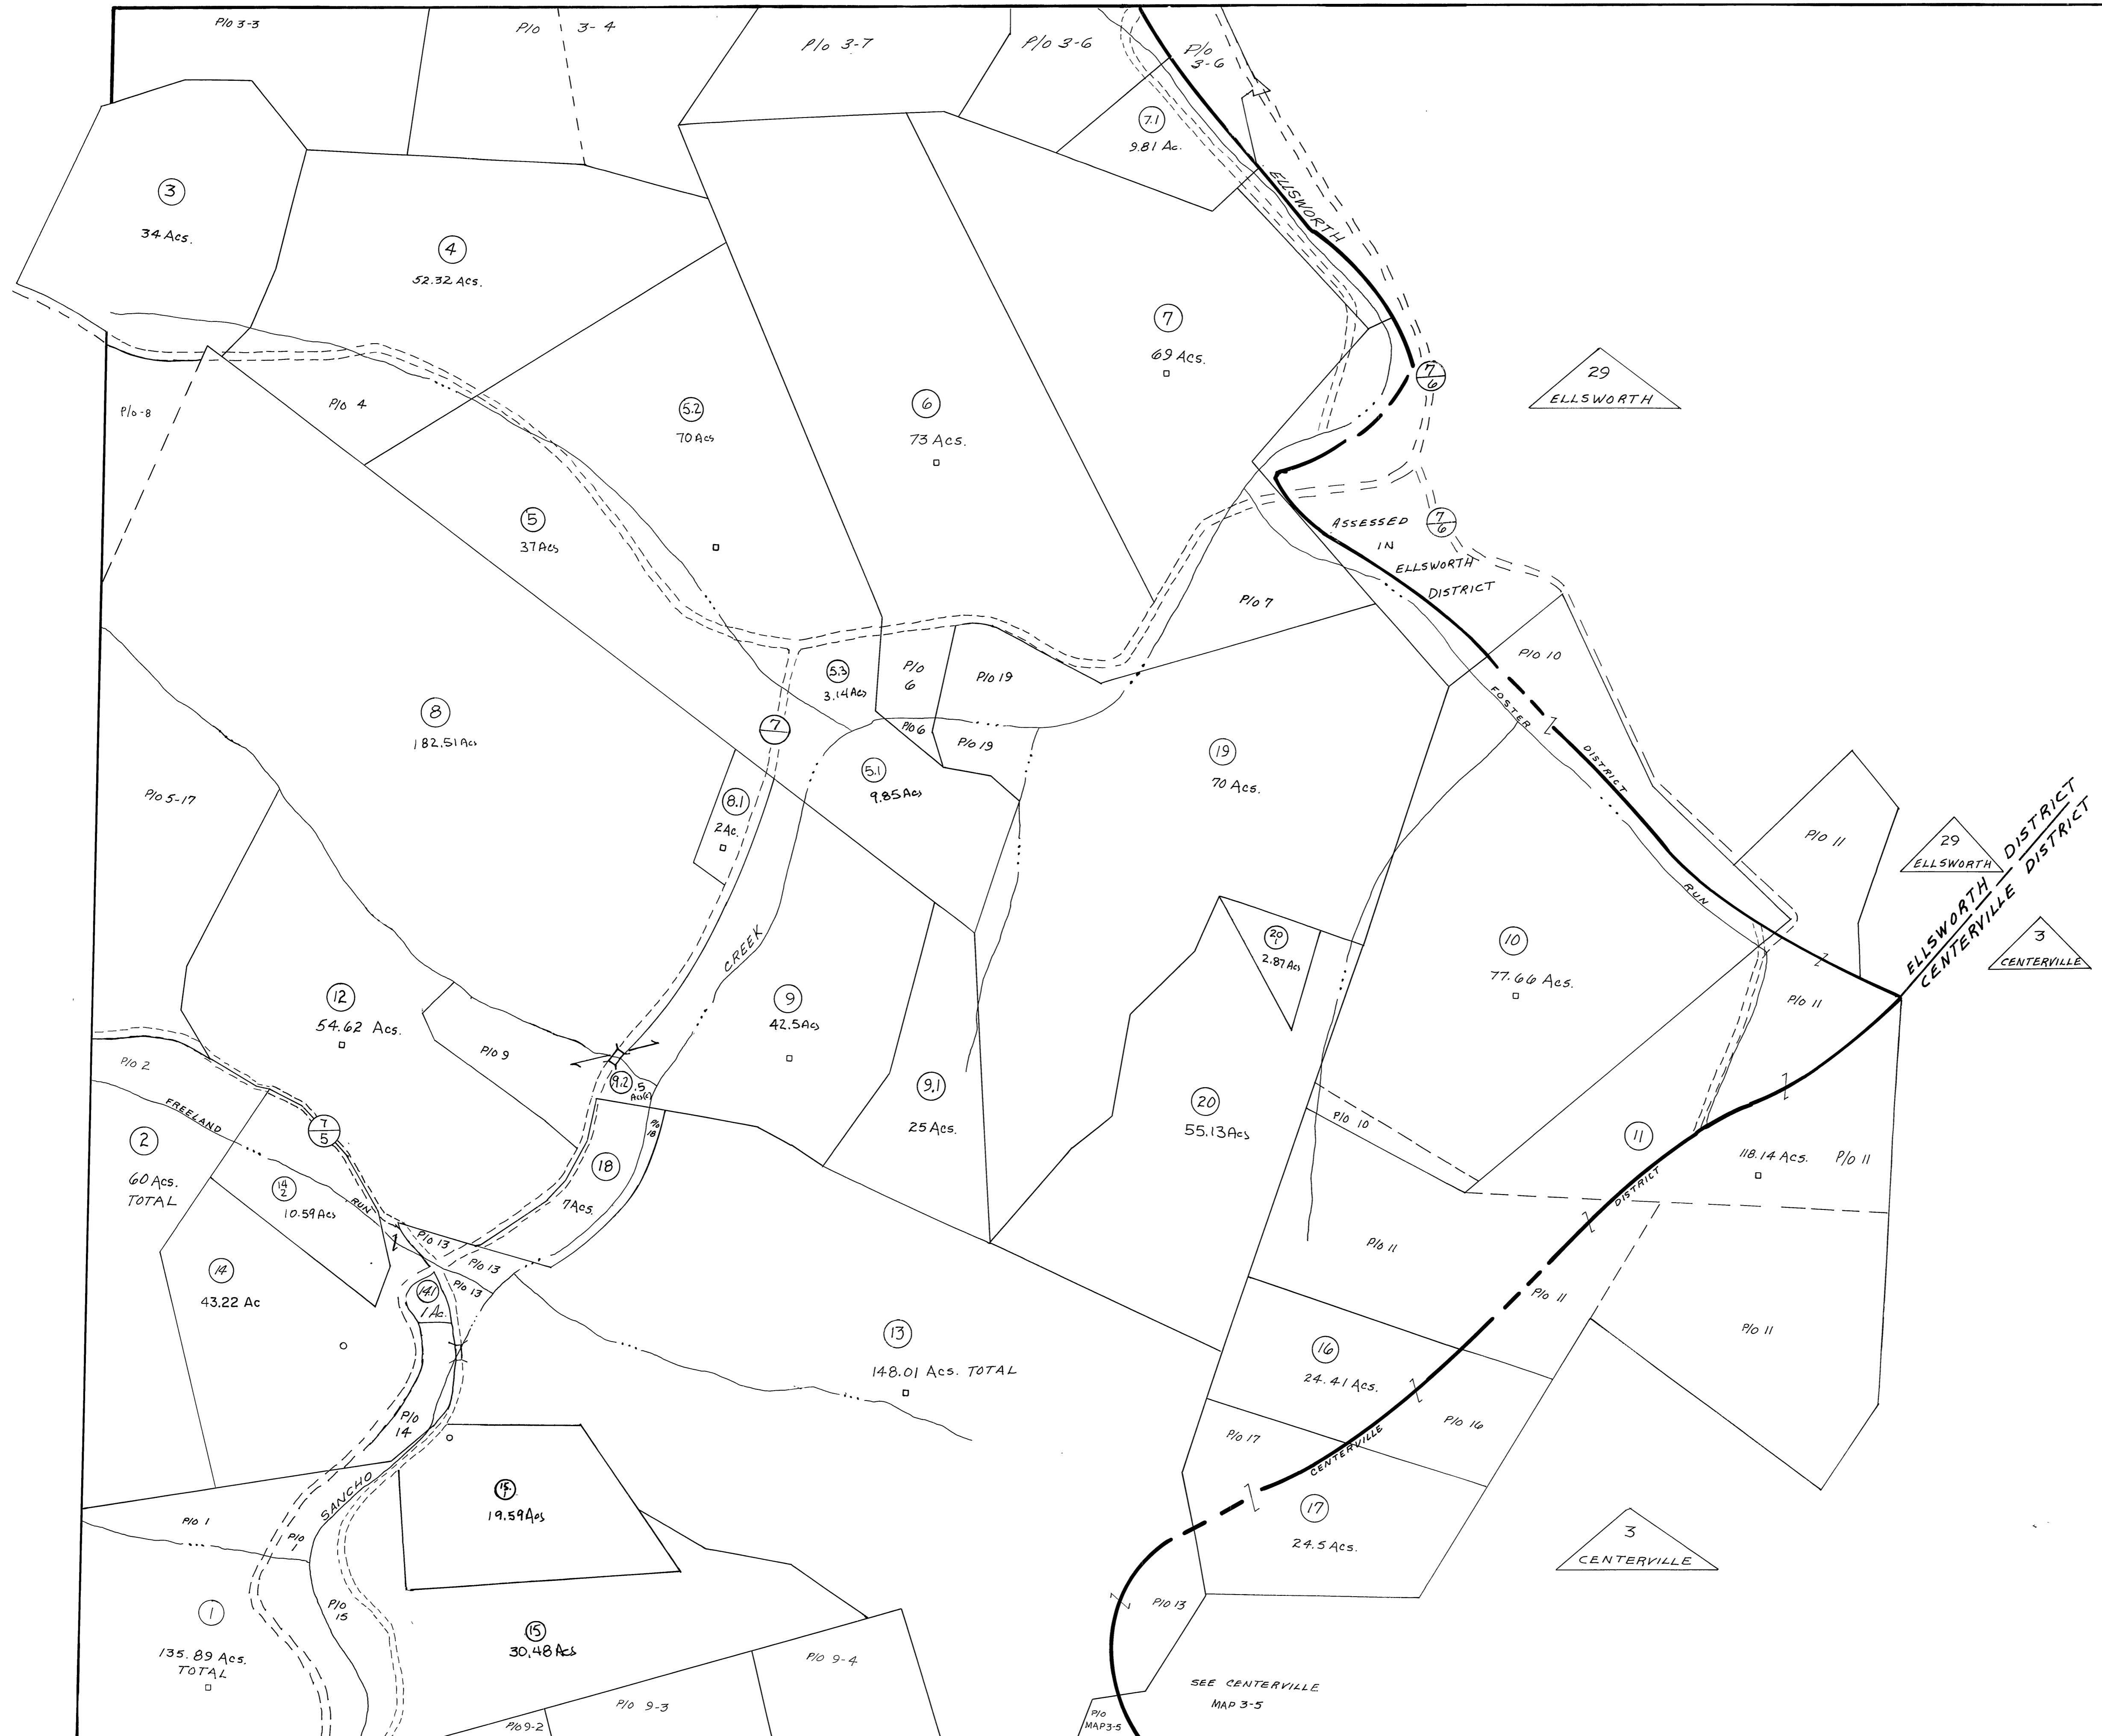 P/o 3-3
P/o 3-4
P/o 3-7
P/o 3-6
P/o
3-6
7.1
9.81 Ac.
3
34 Acs.
4
52.32 Acs.
ELLSWORTH
7
69 Acs.
7
6
29
ELLSWORTH
P/o-8
P/o 4
5.2
70 Acs
6
73 Acs.
5
37 Acs
ASSESSED
IN
ELLSWORTH
DISTRICT
7
6
P/o 7
P/o 10
5.3
3.14 Acs
P/o
6
P/o 19
FOSTER
8
182.51 Acs
7
P/o 6
P/o 19
19
70 Acs.
DISTRICT
5.1
9.85 Acs
P/o 5-17
8.1
2 Ac.
P/o 11
29
ELLSWORTH
ELLSWORTH DISTRICT
CENTERVILLE DISTRICT
RUN
CREEK
20
1
2.87 Acs
10
77.66 Acs.
3
CENTERVILLE
12
54.62 Acs.
9
42.5 Acs
P/o 11
P/o 2
P/o 9
9.2
.5
Ac(c)
9.1
25 Acs.
20
55.13 Acs
P/o 10
FREELAND
7
5
P/o
18
2
60 Acs.
TOTAL
18
7 Acs.
11
118.14 Acs.
P/o 11
DISTRICT
14
2
10.59 Acs
RUN
P/o 13
P/o 13
P/o 13
P/o 11
14
43.22 Ac
14.1
1 Ac.
P/o 11
P/o 11
13
148.01 Acs. TOTAL
16
24.41 Acs.
P/o
14
P/o 16
P/o 17
CENTERVILLE
SANCHO
15
1
19.59 Acs
17
24.5 Acs.
P/o 1
P/o
1
3
CENTERVILLE
1
135.89 Acs.
TOTAL
P/o
15
15
30.48 Acs
P/o 13
P/o 9-4
SEE CENTERVILLE
MAP 3-5
P/o 9-3
P/o 9-2
P/o
MAP 3-5